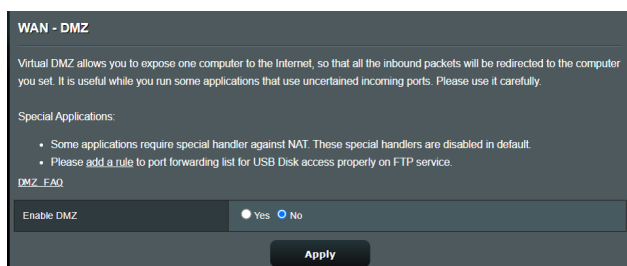 WAN - DMZ
Virtual DMZ allows you to expose one computer to the Internet, so that all the inbound packets will be redirected to the computer
you set. It is useful while you run some applications that use uncertained incoming ports. Please use it carefully.
Special Applications:
• Some applications require special handler against NAT. These special handlers are disabled in default.
• Please add a rule to port forwarding list for USB Disk access properly on FTP service.
DMZ FAQ
Enable DMZ Yes No
Apply